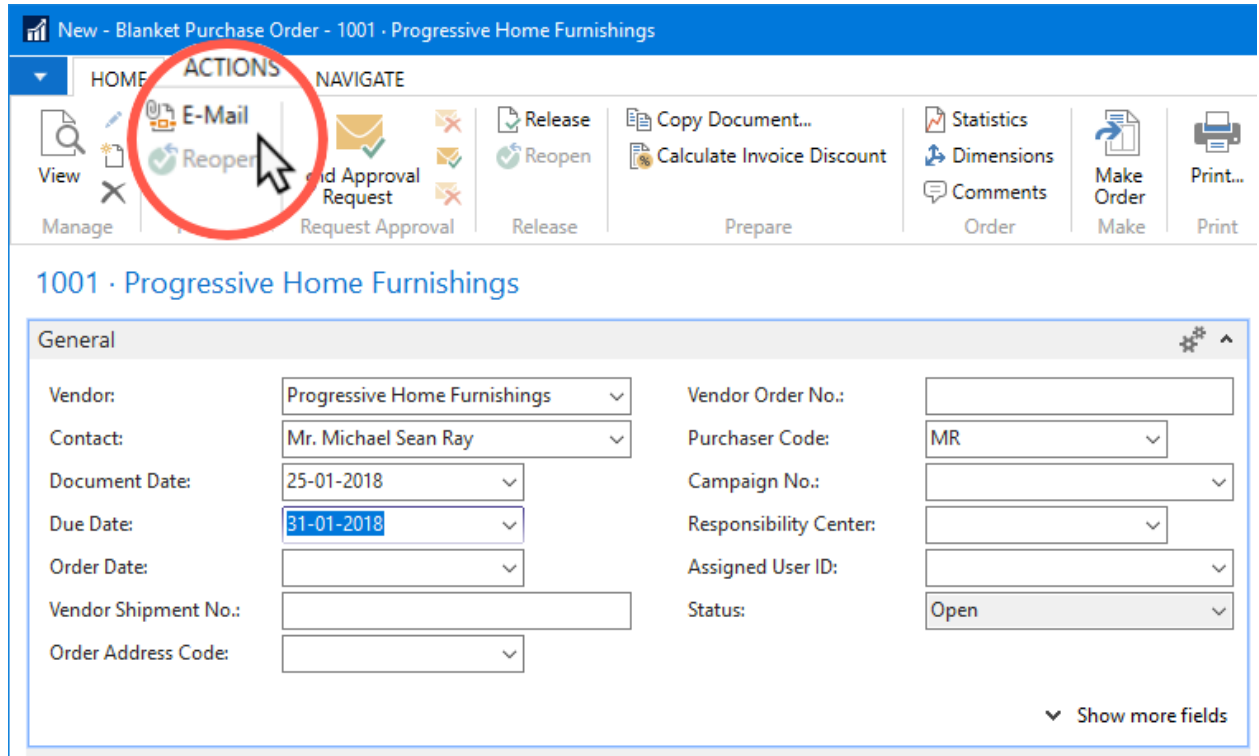 New - Blanket Purchase Order - 1001 · Progressive Home Furnishings
HOME ACTIONS NAVIGATE
View
Manage
E-Mail
Reopen
Approval
Request
Request Approval
Release
Reopen
Release
Copy Document...
Calculate Invoice Discount
Prepare
Statistics
Dimensions
Comments
Order
Make
Order
Make
Print...
Print
1001 · Progressive Home Furnishings
General
Vendor: Progressive Home Furnishings
Contact: Mr. Michael Sean Ray
Document Date: 25-01-2018
Due Date: 31-01-2018
Order Date:
Vendor Shipment No.:
Order Address Code:
Vendor Order No.:
Purchaser Code: MR
Campaign No.:
Responsibility Center:
Assigned User ID:
Status: Open
Show more fields